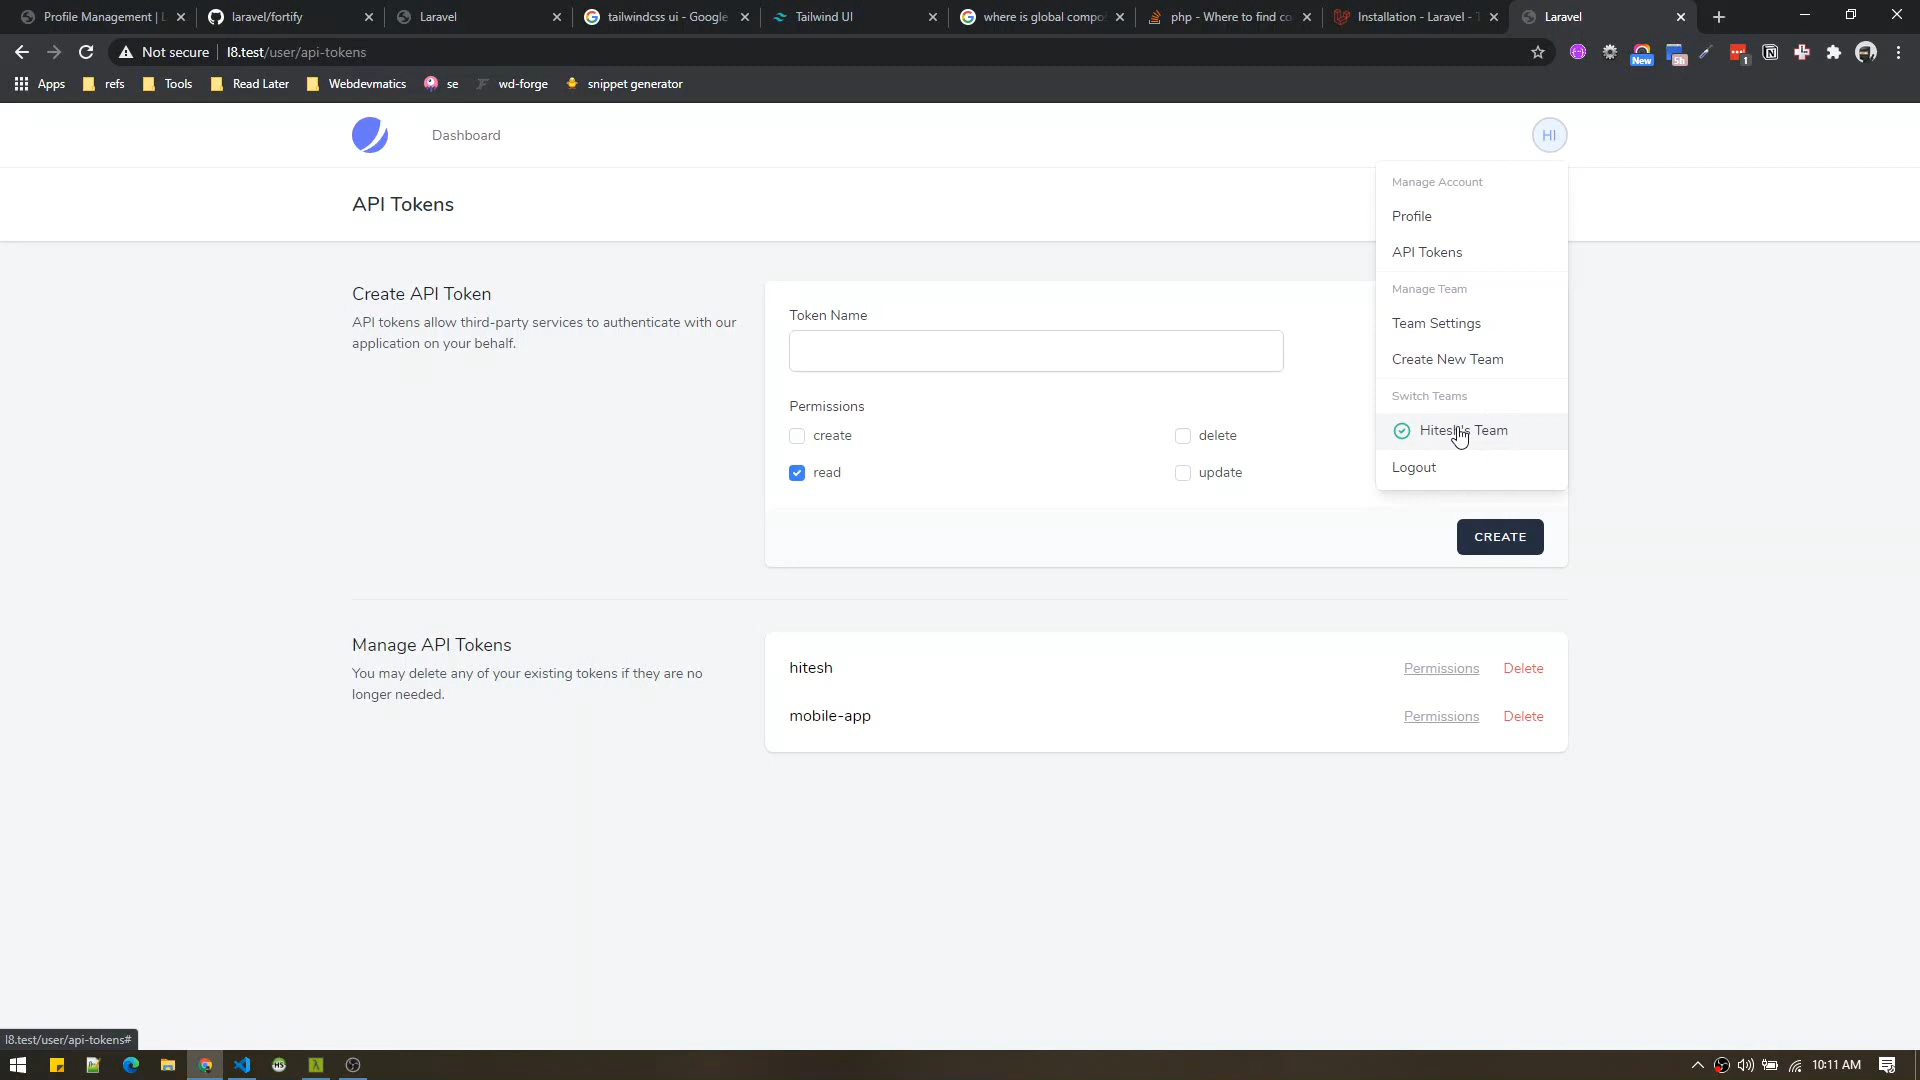 Profile Management | L
laravel/fortify
Laravel
tailwindcss ui - Google
Tailwind UI
where is global compo
php - Where to find co
Installation - Laravel -
Laravel
Not secure
l8.test/user/api-tokens
New
5h
1
Apps
refs
Tools
Read Later
Webdevmatics
se
wd-forge
snippet generator
Dashboard
HI
API Tokens
Manage Account
Profile
API Tokens
Manage Team
Team Settings
Create New Team
Switch Teams
Hitesh's Team
Logout
Create API Token
API tokens allow third-party services to authenticate with our
application on your behalf.
Token Name
Permissions
create
delete
read
update
CREATE
Manage API Tokens
You may delete any of your existing tokens if they are no
longer needed.
hitesh
Permissions
Delete
mobile-app
Permissions
Delete
l8.test/user/api-tokens#
10:11 AM